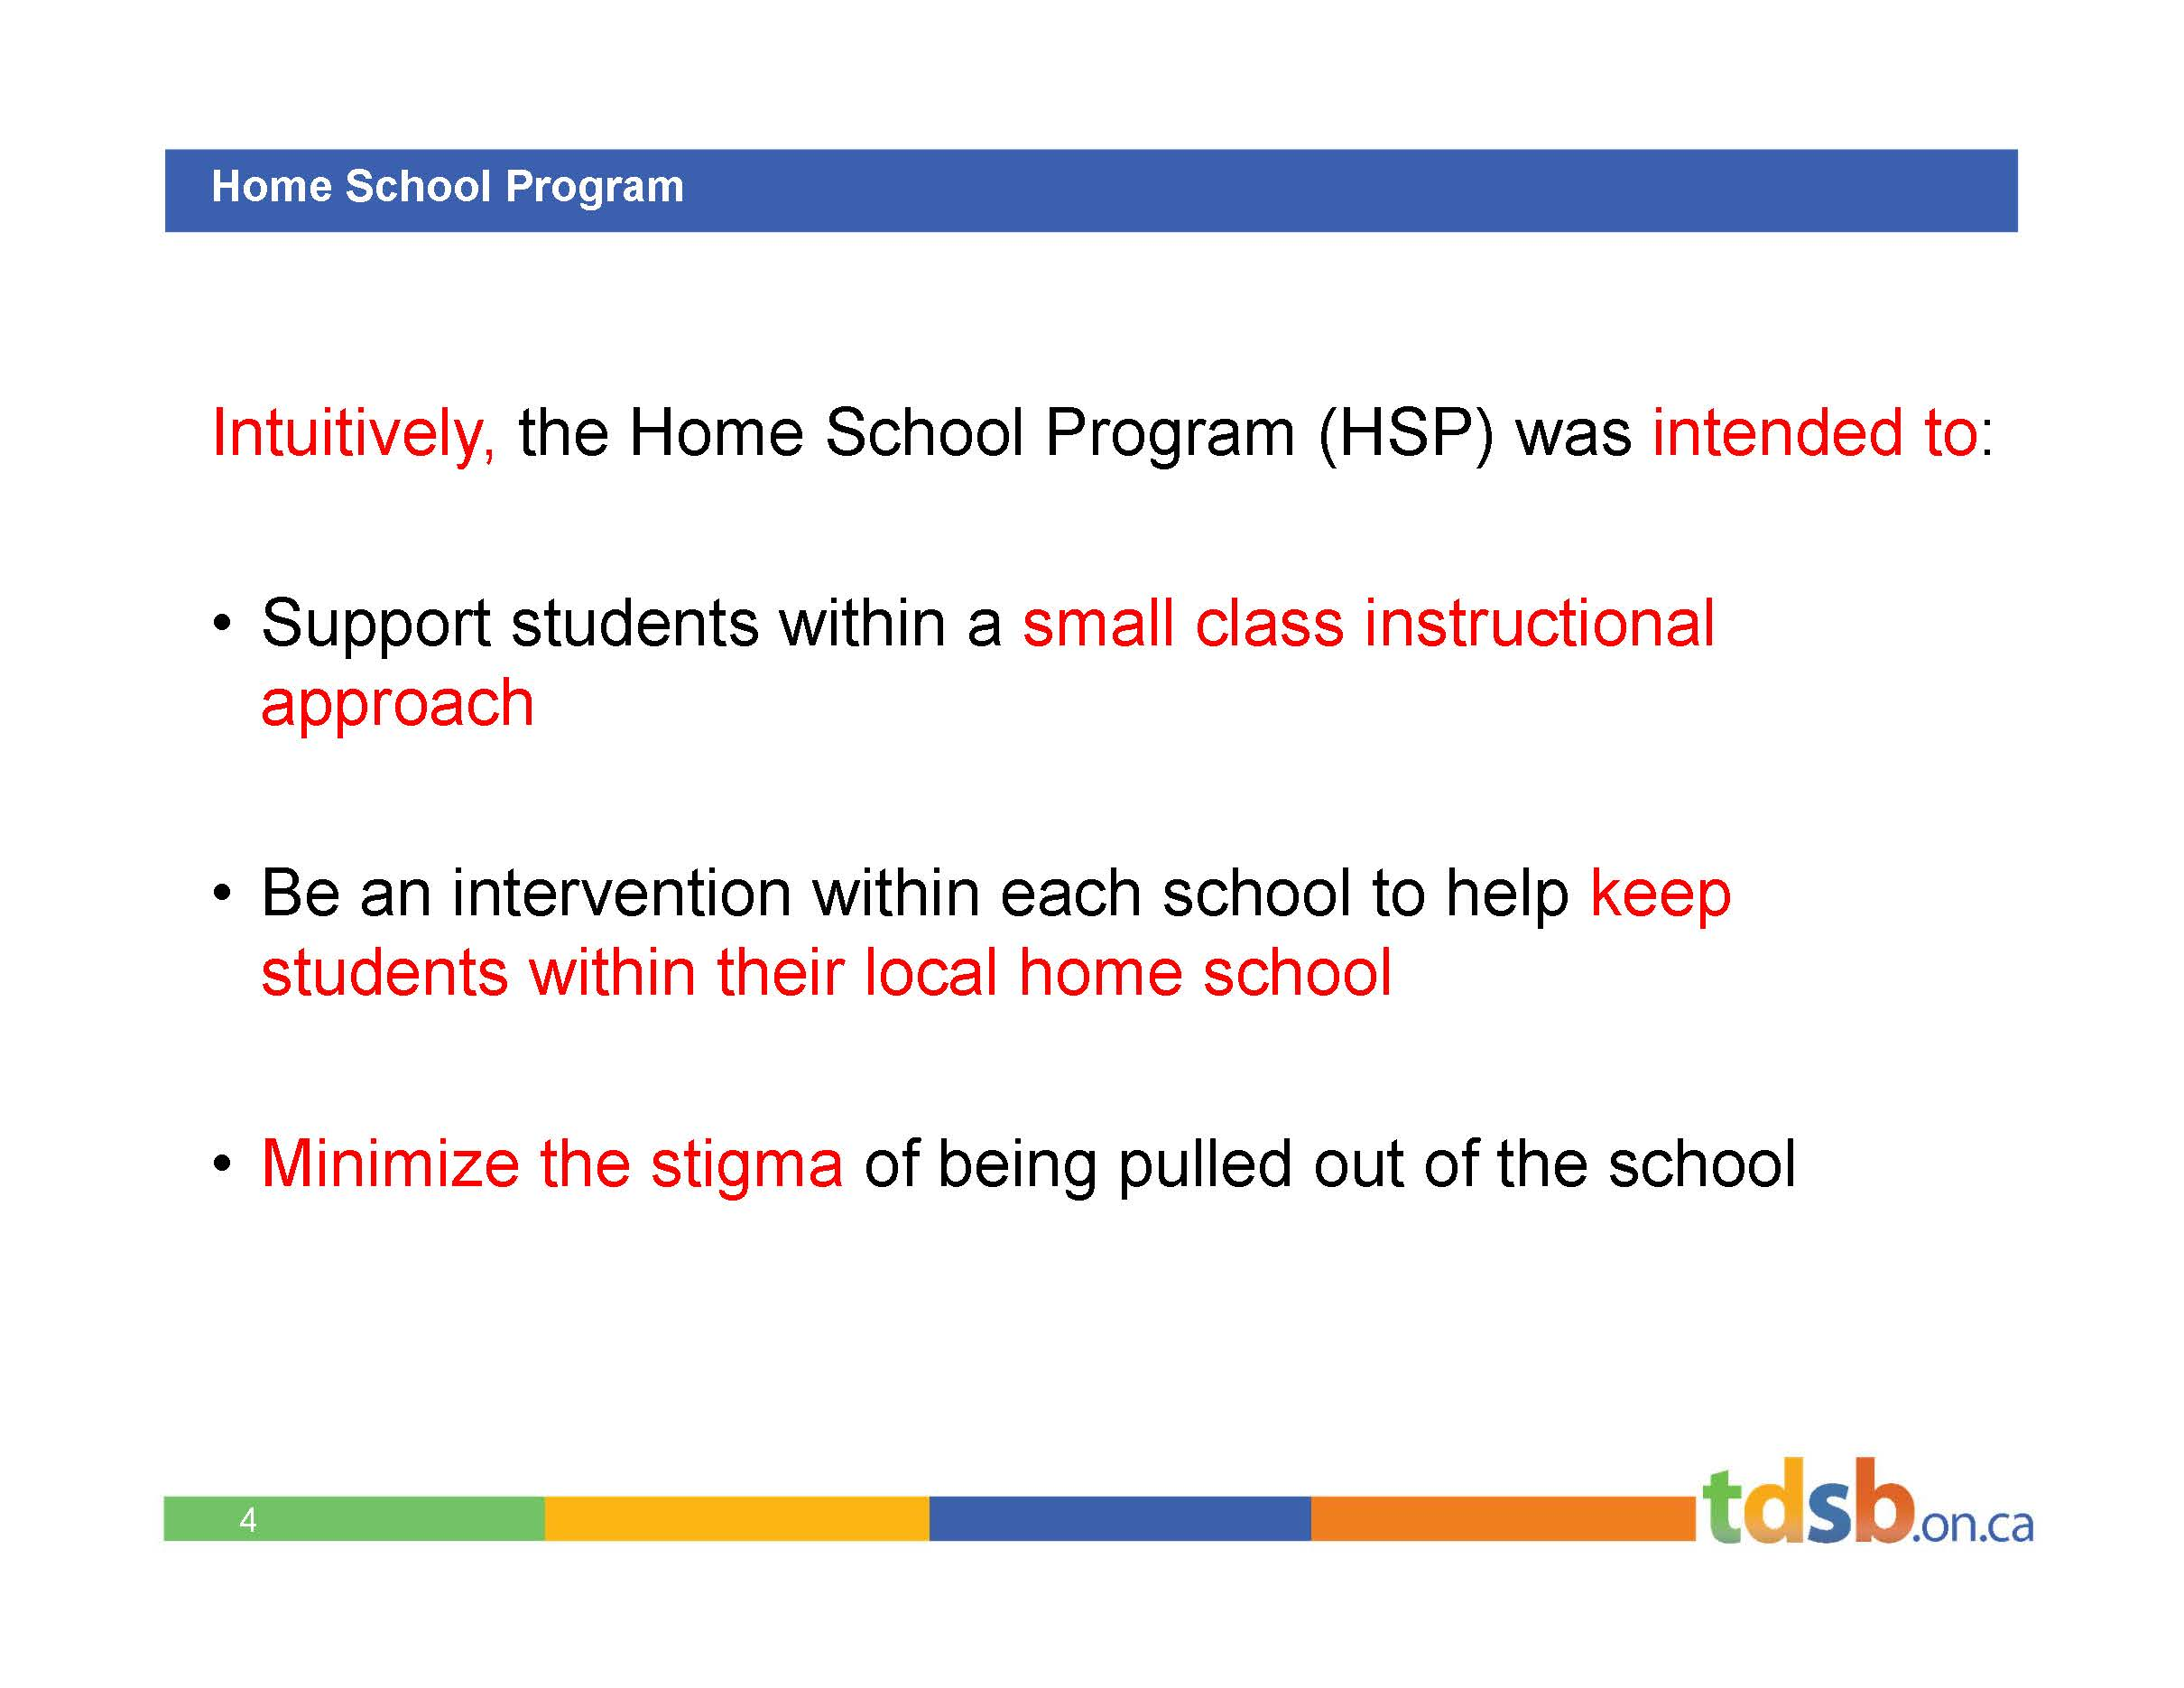 Home School Program
Intuitively, the Home School Program (HSP) was intended to:
• Support students within a small class instructional
approach
• Be an intervention within each school to help keep
students within their local home school
• Minimize the stigma of being pulled out of the school
4
tdsb.on.ca